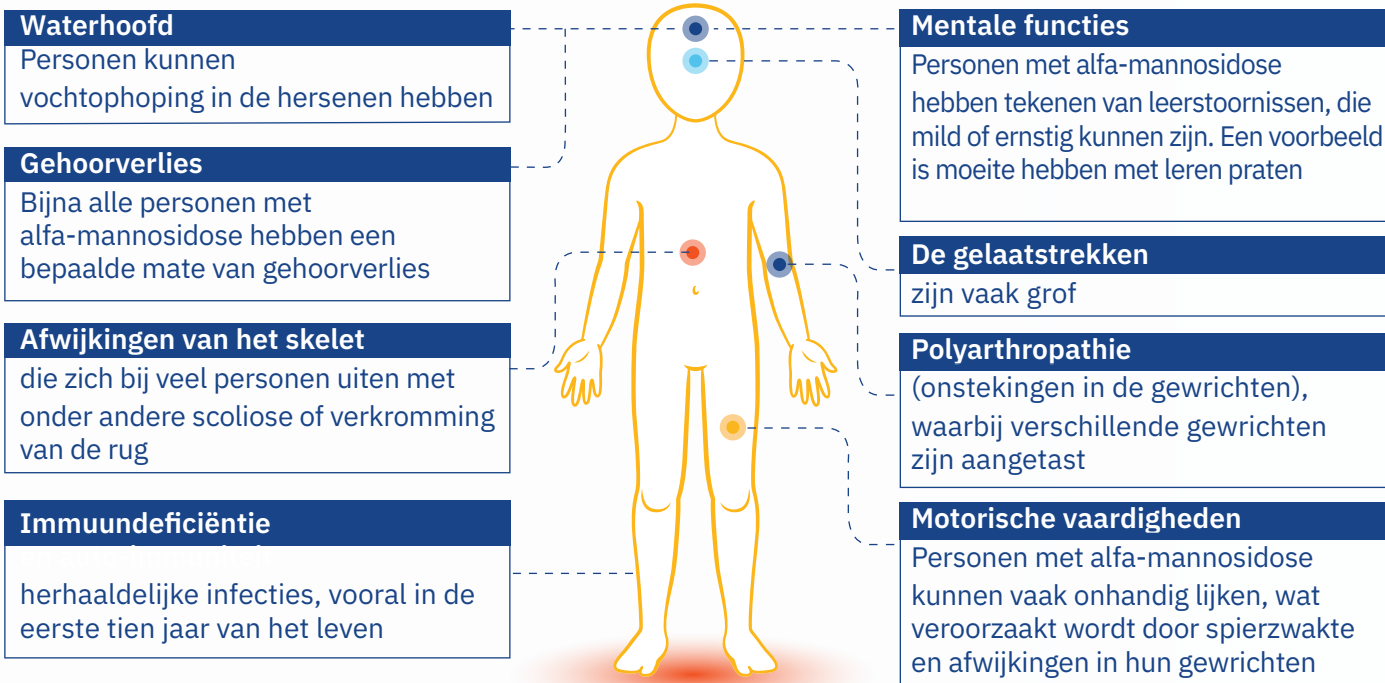 Waterhoofd
Personen kunnen
vochtophoping in de hersenen hebben
Gehoorverlies
Bijna alle personen met
alfa-mannosidose hebben een
bepaalde mate van gehoorverlies
Afwijkingen van het skelet
die zich bij veel personen uiten met
onder andere scoliose of verkromming
van de rug
Immuundeficiëntie
herhaaldelijke infecties, vooral in de
eerste tien jaar van het leven
Mentale functies
Personen met alfa-mannosidose
hebben tekenen van leerstoornissen, die
mild of ernstig kunnen zijn. Een voorbeeld
is moeite hebben met leren praten
De gelaatstrekken
zijn vaak grof
Polyarthropathie
(onstekingen in de gewrichten),
waarbij verschillende gewrichten
zijn aangetast
Motorische vaardigheden
Personen met alfa-mannosidose
kunnen vaak onhandig lijken, wat
veroorzaakt wordt door spierzwakte
en afwijkingen in hun gewrichten